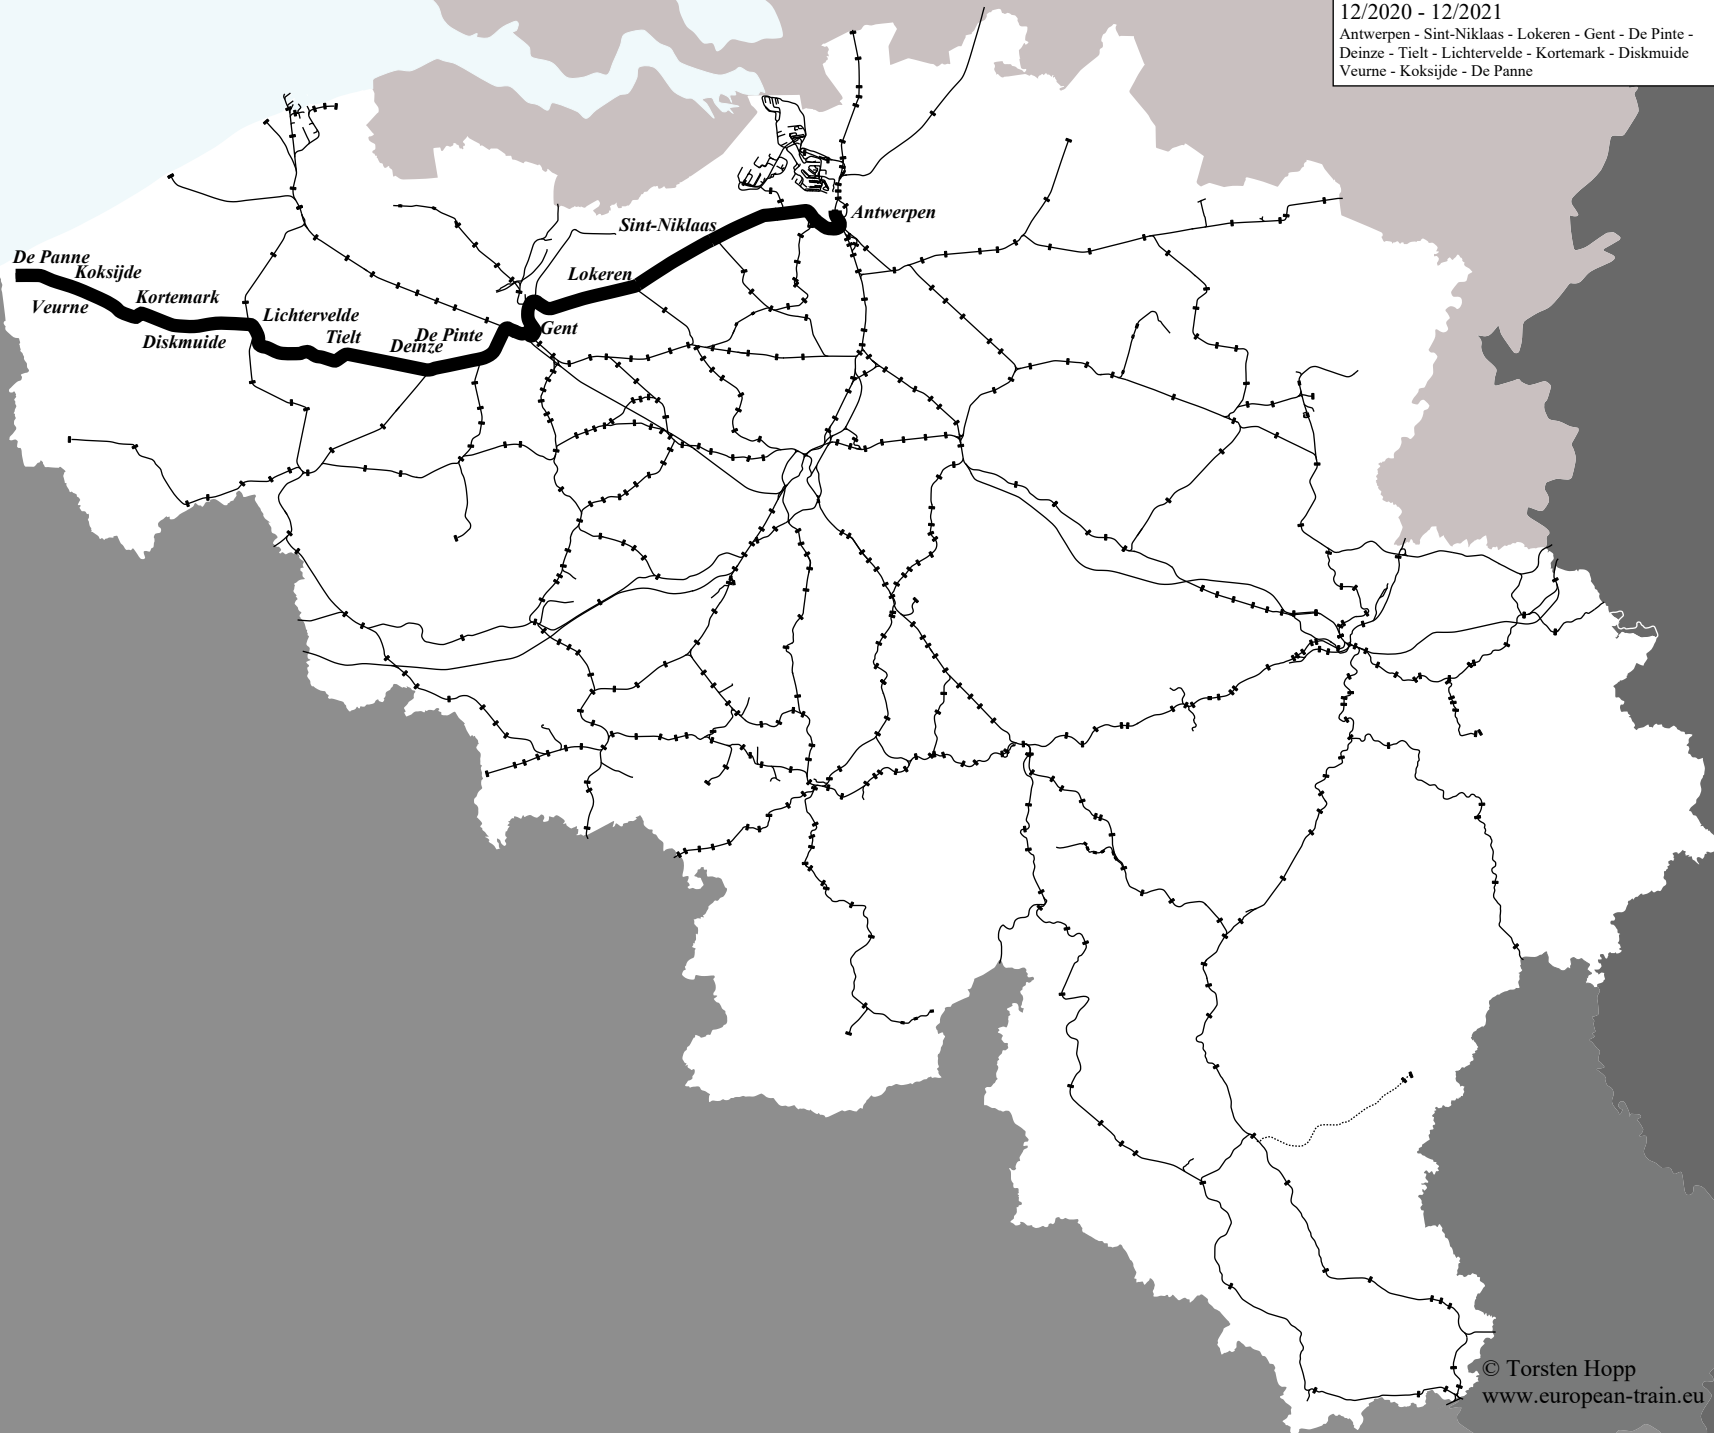 12/2020 - 12/2021
Antwerpen - Sint-Niklaas - Lokeren - Gent - De Pinte -
Deinze - Tielt - Lichtervelde - Kortemark - Diskmuide
Veurne - Koksijde - De Panne
Antwerpen
Sint-Niklaas
De Panne
Koksijde
Lokeren
Kortemark
Veurne
Lichtervelde
Gent
De Pinte
Tielt
Diskmuide
Deinze
© Torsten Hopp
www.european-train.eu